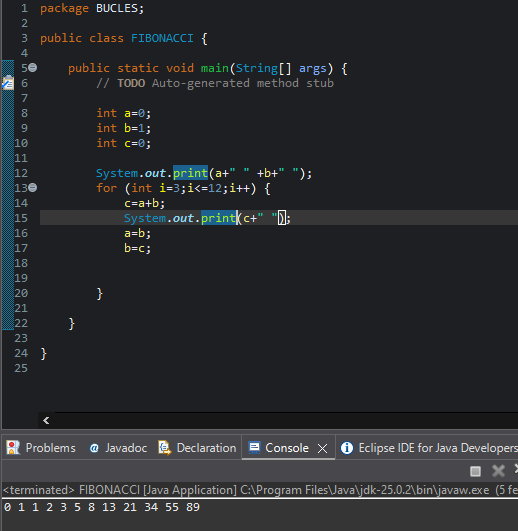 1 package BUCLES;
2
3 public class FIBONACCI {
4
5 public static void main(String[] args) {
6 // TODO Auto-generated method stub
7
8 int a=0;
9 int b=1;
10 int c=0;
11
12 System.out.print(a+" " +b+" ");
13 for (int i=3;i<=12;i++) {
14 c=a+b;
15 System.out.print(c+" ");
16 a=b;
17 b=c;
18
19
20 }
21
22 }
23
24 }
25
Problems @ Javadoc Declaration Console Eclipse IDE for Java Developers
<terminated> FIBONACCI [Java Application] C:\Program Files\Java\jdk-25.0.2\bin\javaw.exe (5 fe
0 1 1 2 3 5 8 13 21 34 55 89